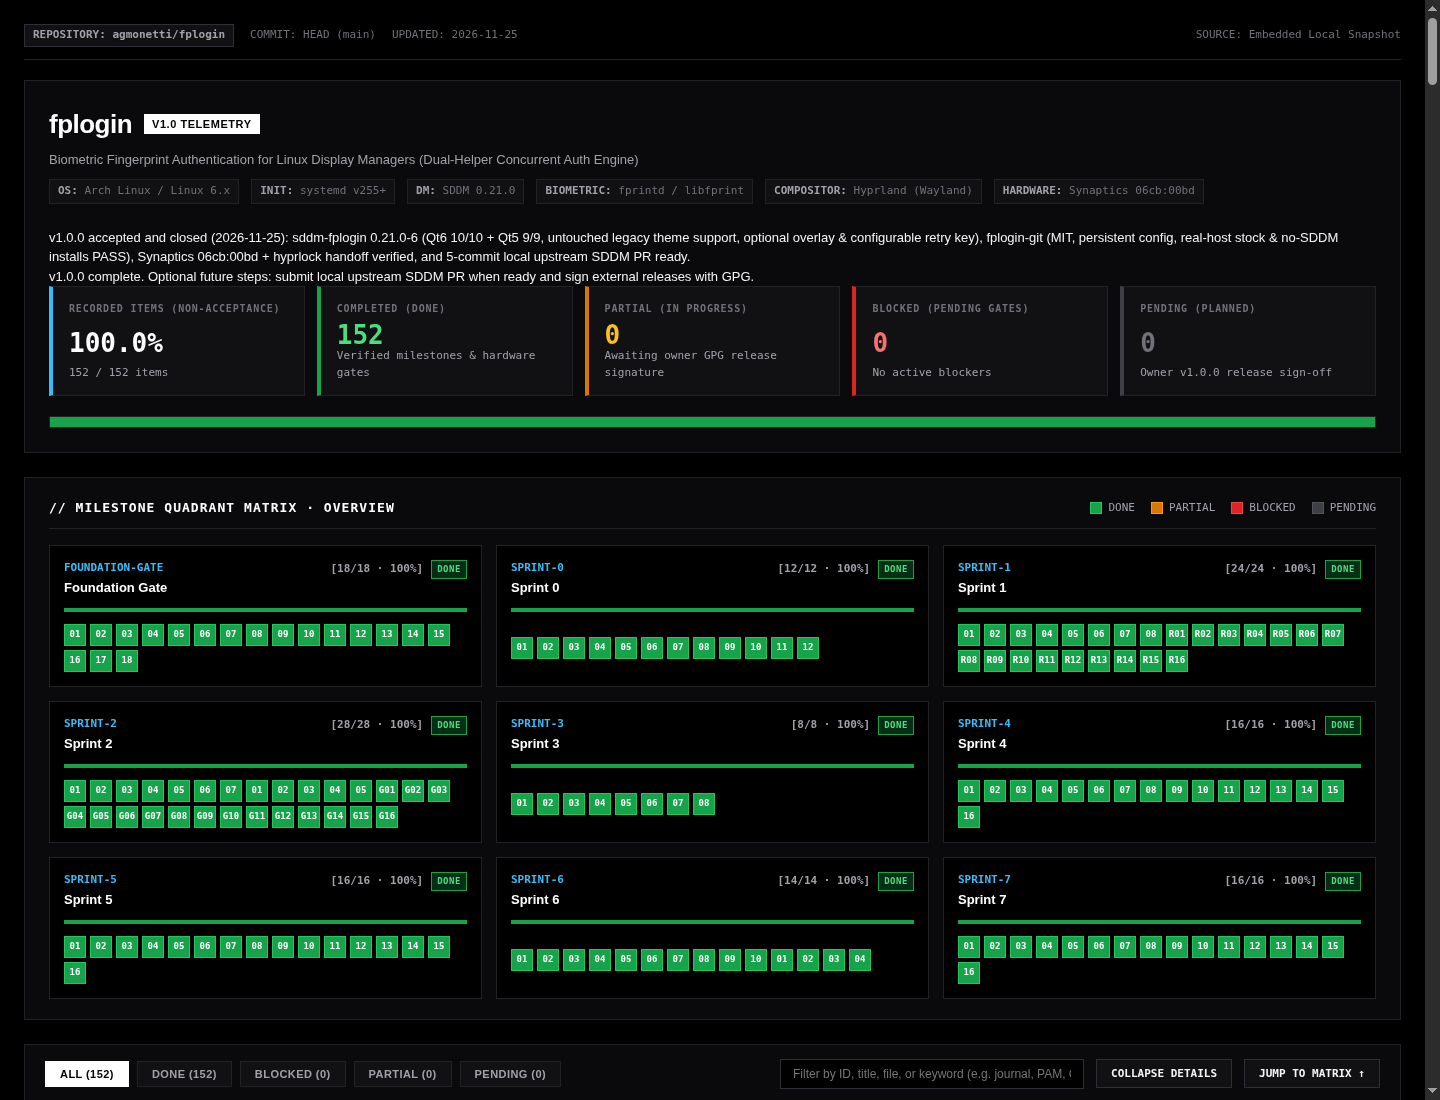 REPOSITORY: agmonetti/fplogin COMMIT: HEAD (main) UPDATED: 2026-11-25 SOURCE: Embedded Local Snapshot
fplogin V1.0 TELEMETRY
Biometric Fingerprint Authentication for Linux Display Managers (Dual-Helper Concurrent Auth Engine)
OS: Arch Linux / Linux 6.x INIT: systemd v255+ DM: SDDM 0.21.0 BIOMETRIC: fprintd / libfprint COMPOSITOR: Hyprland (Wayland) HARDWARE: Synaptics 06cb:00bd
v1.0.0 accepted and closed (2026-11-25): sddm-fplogin 0.21.0-6 (Qt6 10/10 + Qt5 9/9, untouched legacy theme support, optional overlay & configurable retry key), fplogin-git (MIT, persistent config, real-host stock & no-SDDM
installs PASS), Synaptics 06cb:00bd + hyprlock handoff verified, and 5-commit local upstream SDDM PR ready.
v1.0.0 complete. Optional future steps: submit local upstream SDDM PR when ready and sign external releases with GPG.
RECORDED ITEMS (NON-ACCEPTANCE)
100.0%
152 / 152 items
COMPLETED (DONE)
152
Verified milestones & hardware
gates
PARTIAL (IN PROGRESS)
0
Awaiting owner GPG release
signature
BLOCKED (PENDING GATES)
0
No active blockers
PENDING (PLANNED)
0
Owner v1.0.0 release sign-off
// MILESTONE QUADRANT MATRIX · OVERVIEW DONE PARTIAL BLOCKED PENDING
FOUNDATION-GATE [18/18 · 100%] DONE
Foundation Gate
01 02 03 04 05 06 07 08 09 10 11 12 13 14 15
16 17 18
SPRINT-0 [12/12 · 100%] DONE
Sprint 0
01 02 03 04 05 06 07 08 09 10 11 12
SPRINT-1 [24/24 · 100%] DONE
Sprint 1
01 02 03 04 05 06 07 08 R01 R02 R03 R04 R05 R06 R07
R08 R09 R10 R11 R12 R13 R14 R15 R16
SPRINT-2 [28/28 · 100%] DONE
Sprint 2
01 02 03 04 05 06 07 01 02 03 04 05 G01 G02 G03
G04 G05 G06 G07 G08 G09 G10 G11 G12 G13 G14 G15 G16
SPRINT-3 [8/8 · 100%] DONE
Sprint 3
01 02 03 04 05 06 07 08
SPRINT-4 [16/16 · 100%] DONE
Sprint 4
01 02 03 04 05 06 07 08 09 10 11 12 13 14 15
16
SPRINT-5 [16/16 · 100%] DONE
Sprint 5
01 02 03 04 05 06 07 08 09 10 11 12 13 14 15
16
SPRINT-6 [14/14 · 100%] DONE
Sprint 6
01 02 03 04 05 06 07 08 09 10 01 02 03 04
SPRINT-7 [16/16 · 100%] DONE
Sprint 7
01 02 03 04 05 06 07 08 09 10 11 12 13 14 15
16
ALL (152) DONE (152) BLOCKED (0) PARTIAL (0) PENDING (0) Filter by ID, title, file, or keyword (e.g. journal, PAM, COLLAPSE DETAILS JUMP TO MATRIX ↑